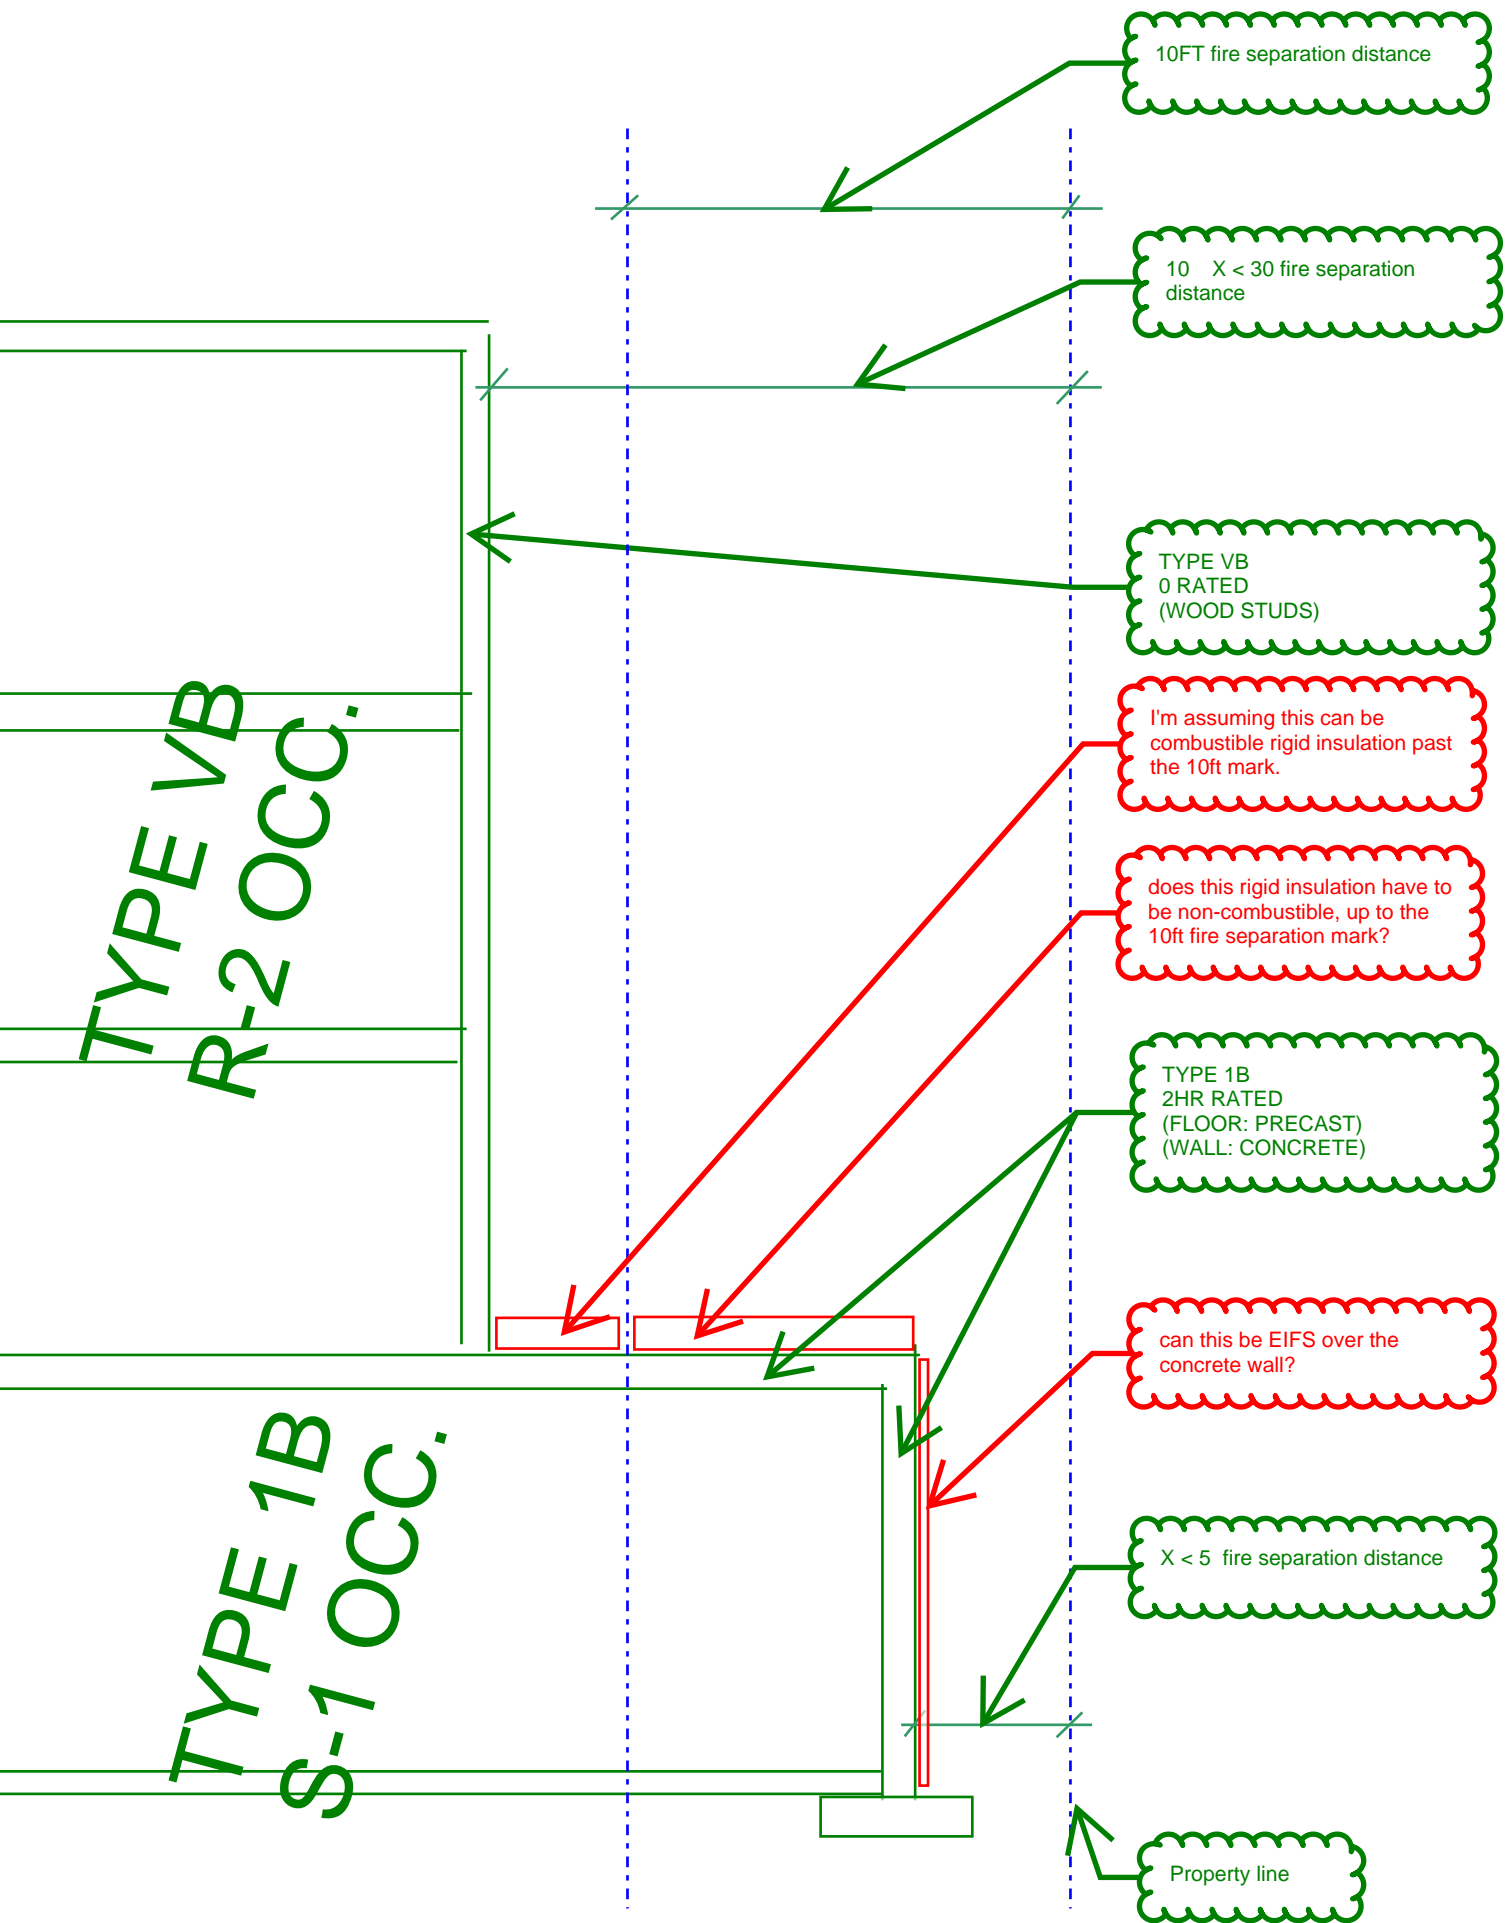 10FT fire separation distance
10 X < 30 fire separation
distance
TYPE VB
0 RATED
(WOOD STUDS)
I'm assuming this can be
combustible rigid insulation past
the 10ft mark.
does this rigid insulation have to
be non-combustible, up to the
10ft fire separation mark?
TYPE VB
R-2 OCC.
TYPE 1B
2HR RATED
(FLOOR: PRECAST)
(WALL: CONCRETE)
can this be EIFS over the
concrete wall?
TYPE 1B
S-1 OCC.
X < 5 fire separation distance
Property line